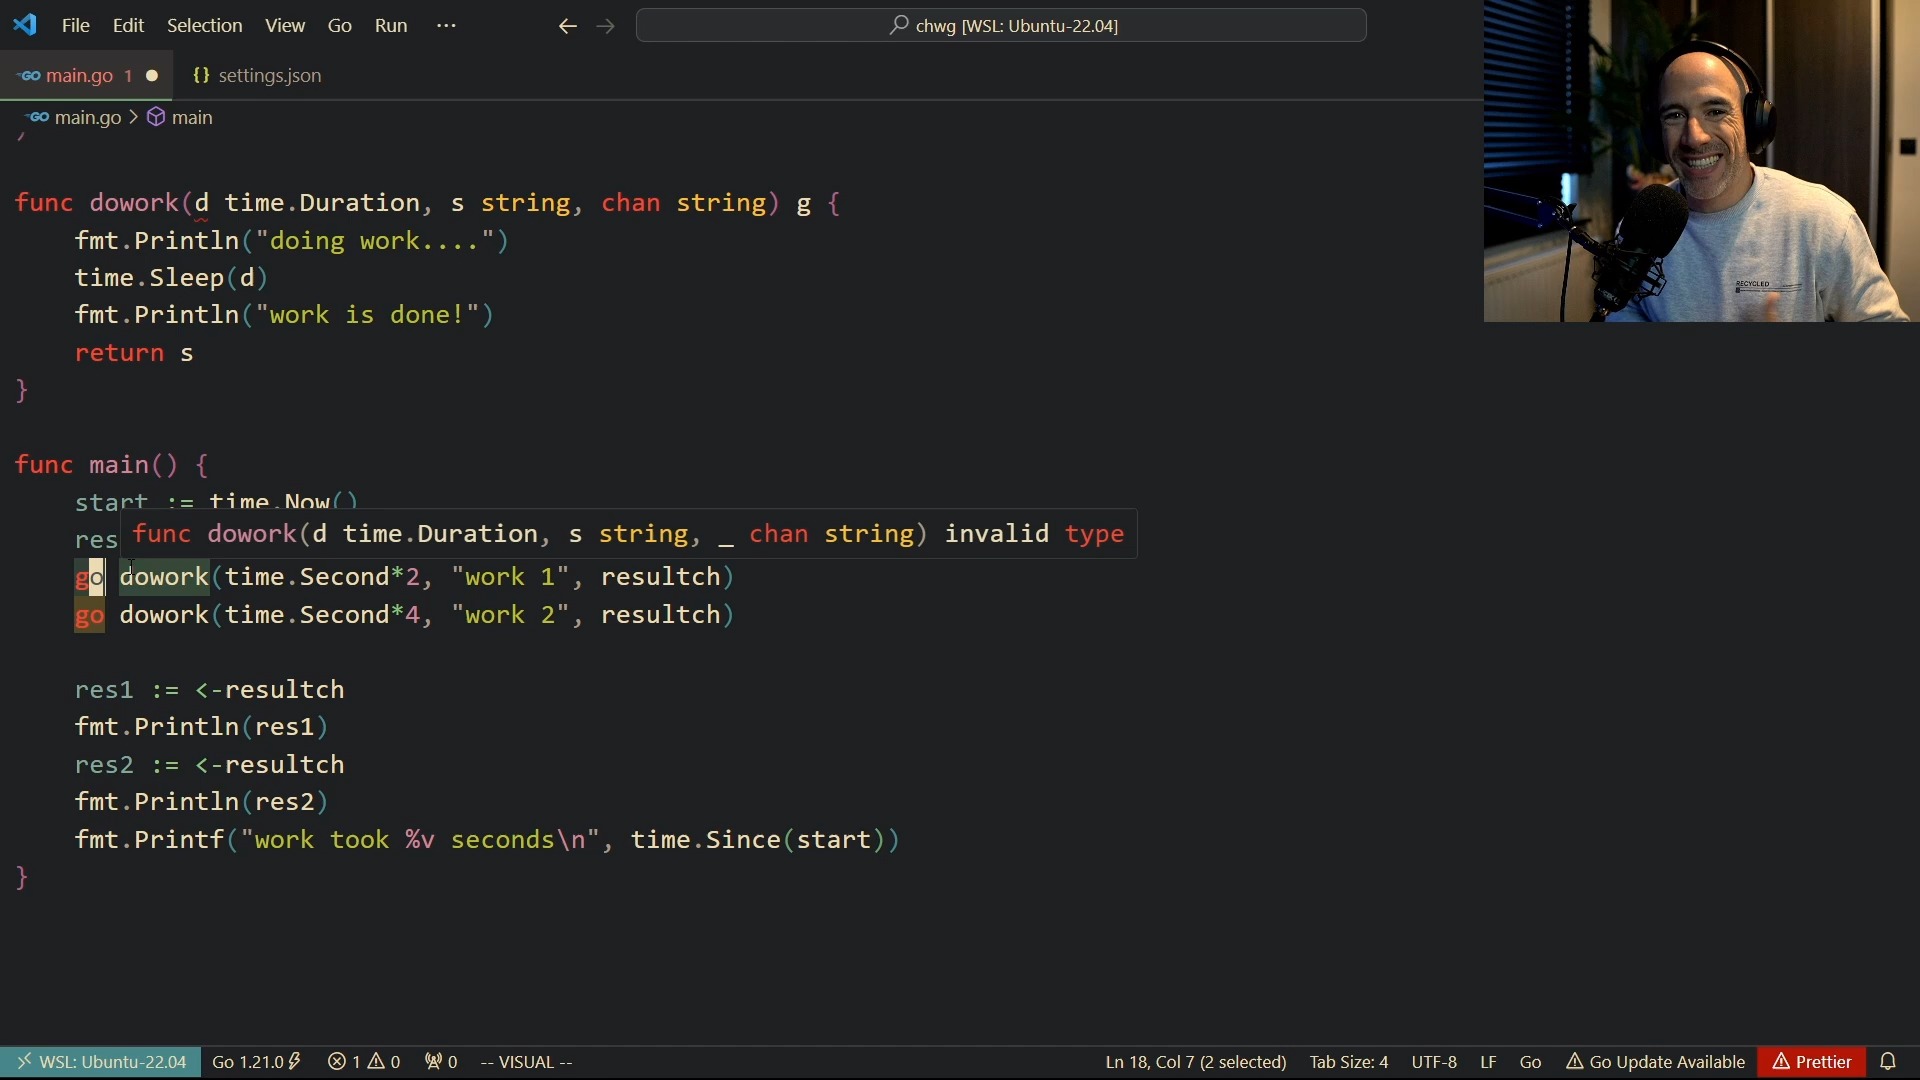 File Edit Selection View Go Run ···
chwg [WSL: Ubuntu-22.04]
GO main.go 1
{} settings.json
GO main.go > main
func dowork(d time.Duration, s string, chan string) g {
fmt.Println("doing work....")
time.Sleep(d)
fmt.Println("work is done!")
return s
}
func main() {
start := time.Now()
res
func dowork(d time.Duration, s string, _ chan string) invalid type
go dowork(time.Second*2, "work 1", resultch)
go dowork(time.Second*4, "work 2", resultch)
res1 := <-resultch
fmt.Println(res1)
res2 := <-resultch
fmt.Println(res2)
fmt.Printf("work took %v seconds\n", time.Since(start))
}
RECYCLED
WSL: Ubuntu-22.04 Go 1.21.0 1 0 0 -- VISUAL -- Ln 18, Col 7 (2 selected) Tab Size: 4 UTF-8 LF Go Go Update Available Prettier